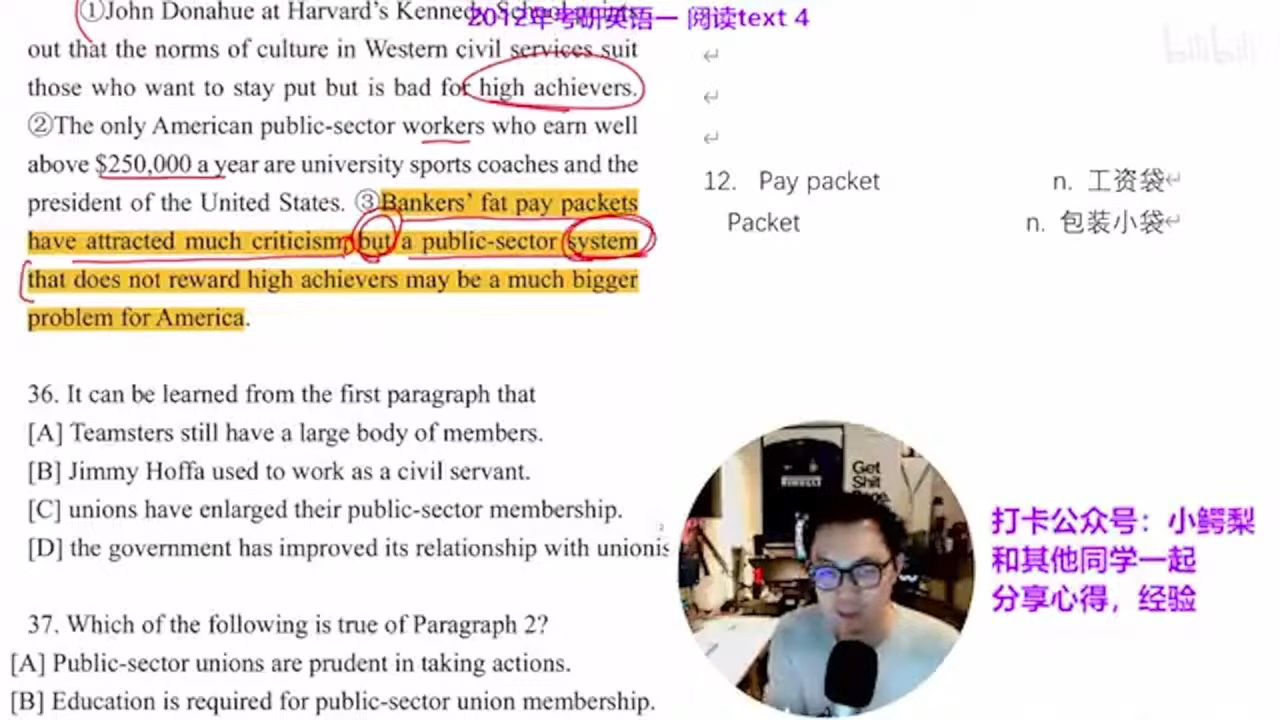 ①John Donahue at Harvard's Kennedy
2012年考研英语一 阅读text 4
out that the norms of culture in Western civil services suit
those who want to stay put but is bad for high achievers.
②The only American public-sector workers who earn well
above $250,000 a year are university sports coaches and the
president of the United States. ③Bankers' fat pay packets
have attracted much criticism, but a public-sector system
that does not reward high achievers may be a much bigger
problem for America.
bilibili
12. Pay packet n. 工资袋
Packet n. 包装小袋
36. It can be learned from the first paragraph that
[A] Teamsters still have a large body of members.
[B] Jimmy Hoffa used to work as a civil servant.
[C] unions have enlarged their public-sector membership.
[D] the government has improved its relationship with unionis
37. Which of the following is true of Paragraph 2?
[A] Public-sector unions are prudent in taking actions.
[B] Education is required for public-sector union membership.
PIRELLI
Get
Shit
Done.
打卡公众号：小鳄梨
和其他同学一起
分享心得，经验